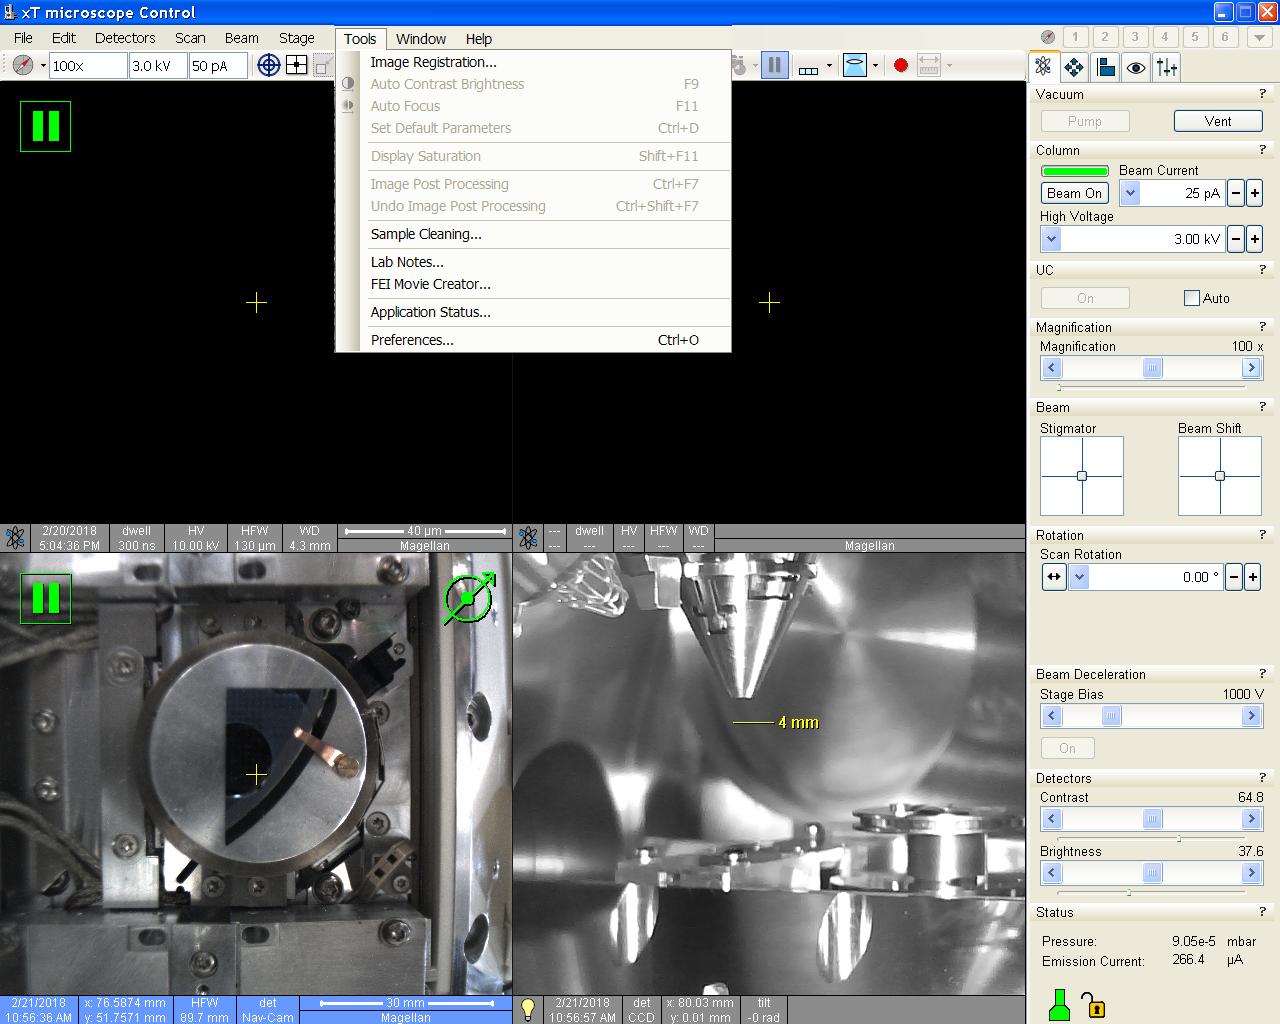 xT microscope Control
File Edit Detectors Scan Beam Stage Tools Window Help
1 2 3 4 5 6
100x 3.0 kV 50 pA
Image Registration...
Auto Contrast Brightness F9
Auto Focus F11
Set Default Parameters Ctrl+D
Display Saturation Shift+F11
Image Post Processing Ctrl+F7
Undo Image Post Processing Ctrl+Shift+F7
Sample Cleaning...
Lab Notes...
FEI Movie Creator...
Application Status...
Preferences... Ctrl+O
2/20/2018 dwell HV HFW WD 40 µm
5:04:36 PM 300 ns 10.00 kV 130 µm 4.3 mm Magellan
--- dwell HV HFW WD
--- --- --- --- --- Magellan
4 mm
2/21/2018 x: 76.5874 mm HFW det 30 mm
10:56:36 AM y: 51.7571 mm 89.7 mm Nav-Cam Magellan
2/21/2018 det x: 80.03 mm tilt
10:56:57 AM CCD y: 0.01 mm -0 rad
Vacuum ?
Pump Vent
Column ?
Beam Current
Beam On 25 pA
High Voltage
3.00 kV
UC ?
On Auto
Magnification ?
Magnification 100 x
Beam ?
Stigmator Beam Shift
Rotation ?
Scan Rotation
0.00 °
Beam Deceleration ?
Stage Bias 1000 V
On
Detectors ?
Contrast 64.8
Brightness 37.6
Status ?
Pressure: 9.05e-5 mbar
Emission Current: 266.4 µA